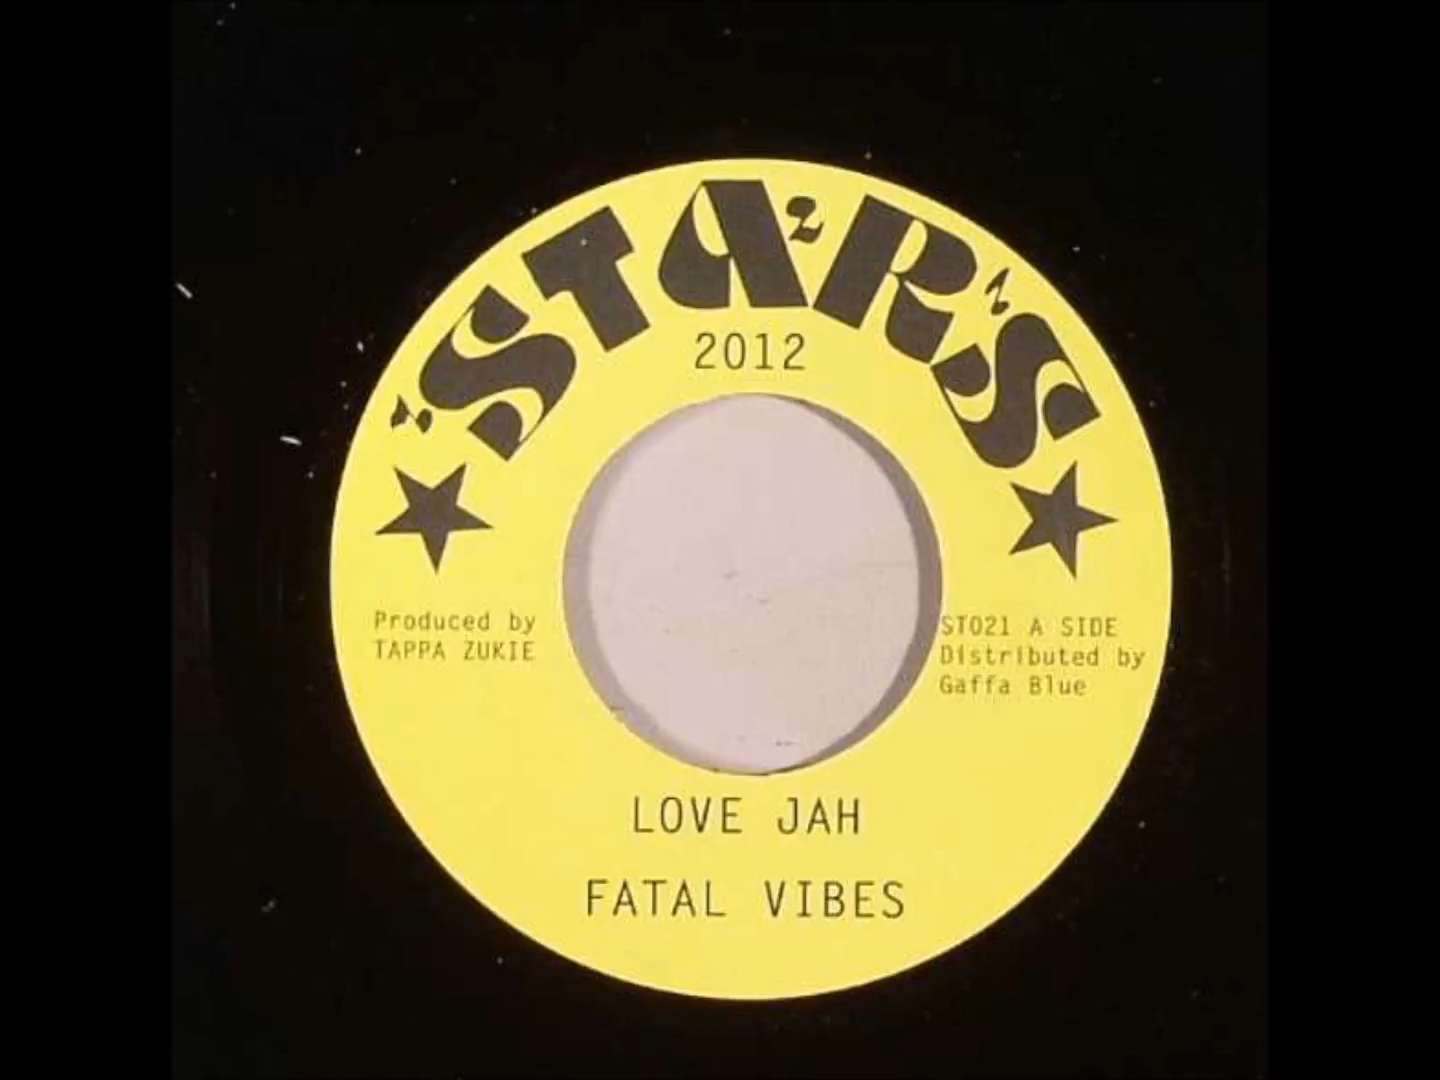 STARS
2012
Produced by
TAPPA ZUKIE
ST021 A SIDE
Distributed by
Gaffa Blue
LOVE JAH
FATAL VIBES